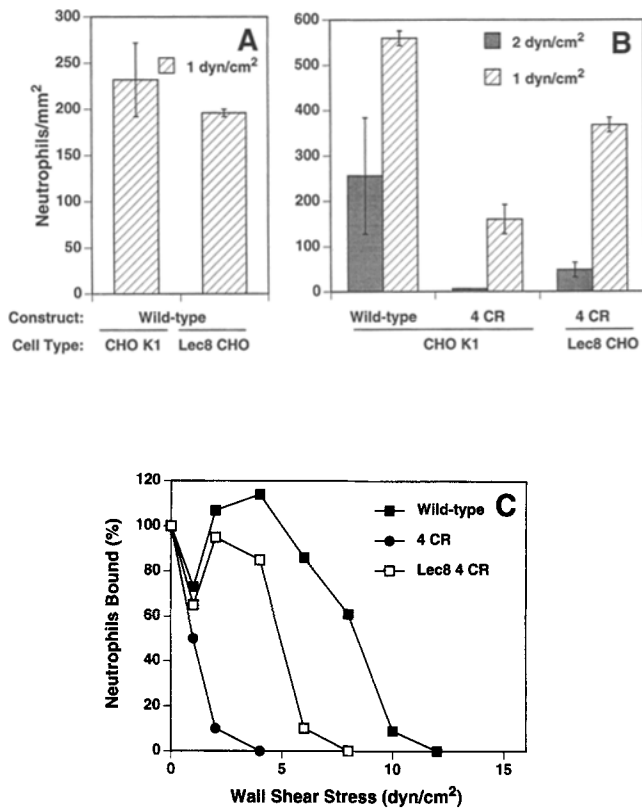 A
1 dyn/cm²
Neutrophils/mm²
300
250
200
150
100
50
0
Construct: Wild-type
Cell Type: CHO K1 Lec8 CHO
B
2 dyn/cm²
1 dyn/cm²
600
500
400
300
200
100
0
Wild-type 4 CR 4 CR
CHO K1 Lec8 CHO
C
Wild-type
4 CR
Lec8 4 CR
Neutrophils Bound (%)
120
100
80
60
40
20
0
0 5 10 15
Wall Shear Stress (dyn/cm²)